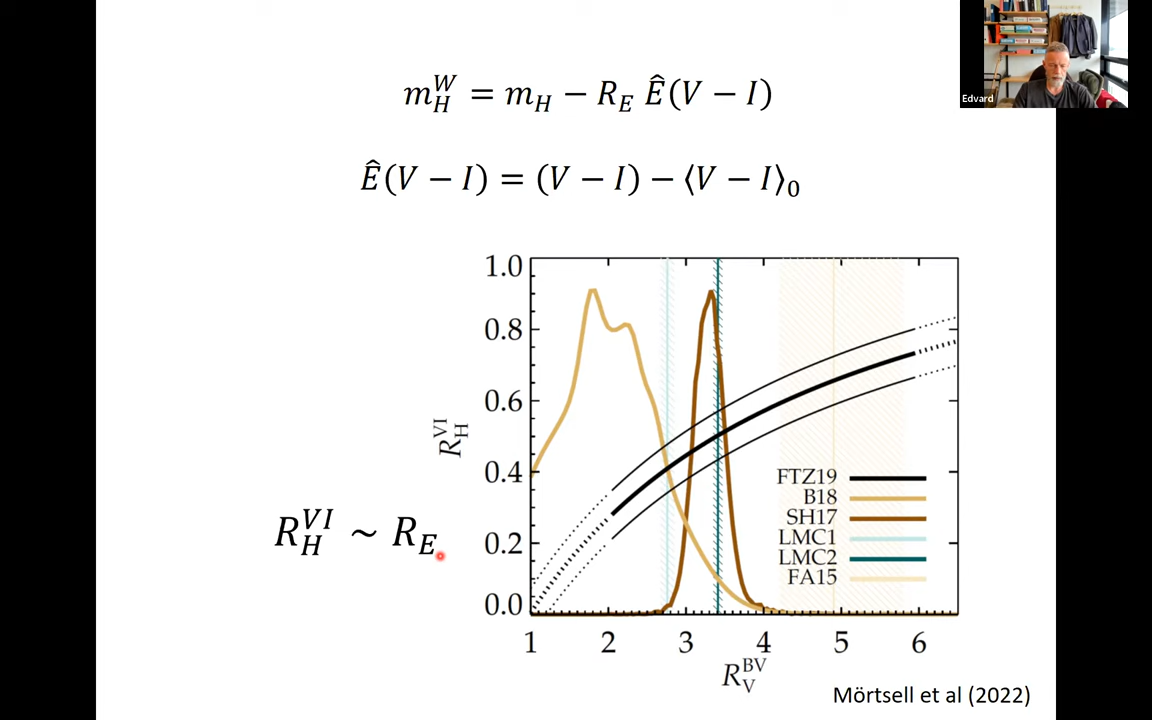 Edvard
m_H^W = m_H − R_E Ê(V − I)
Ê(V − I) = (V − I) − ⟨V − I⟩₀
1.0
0.8
0.6
0.4
0.2
0.0
R_H^VI
FTZ19
B18
SH17
LMC1
LMC2
FA15
R_H^VI ~ R_E
1 2 3 4 5 6
R_V^BV
Mörtsell et al (2022)